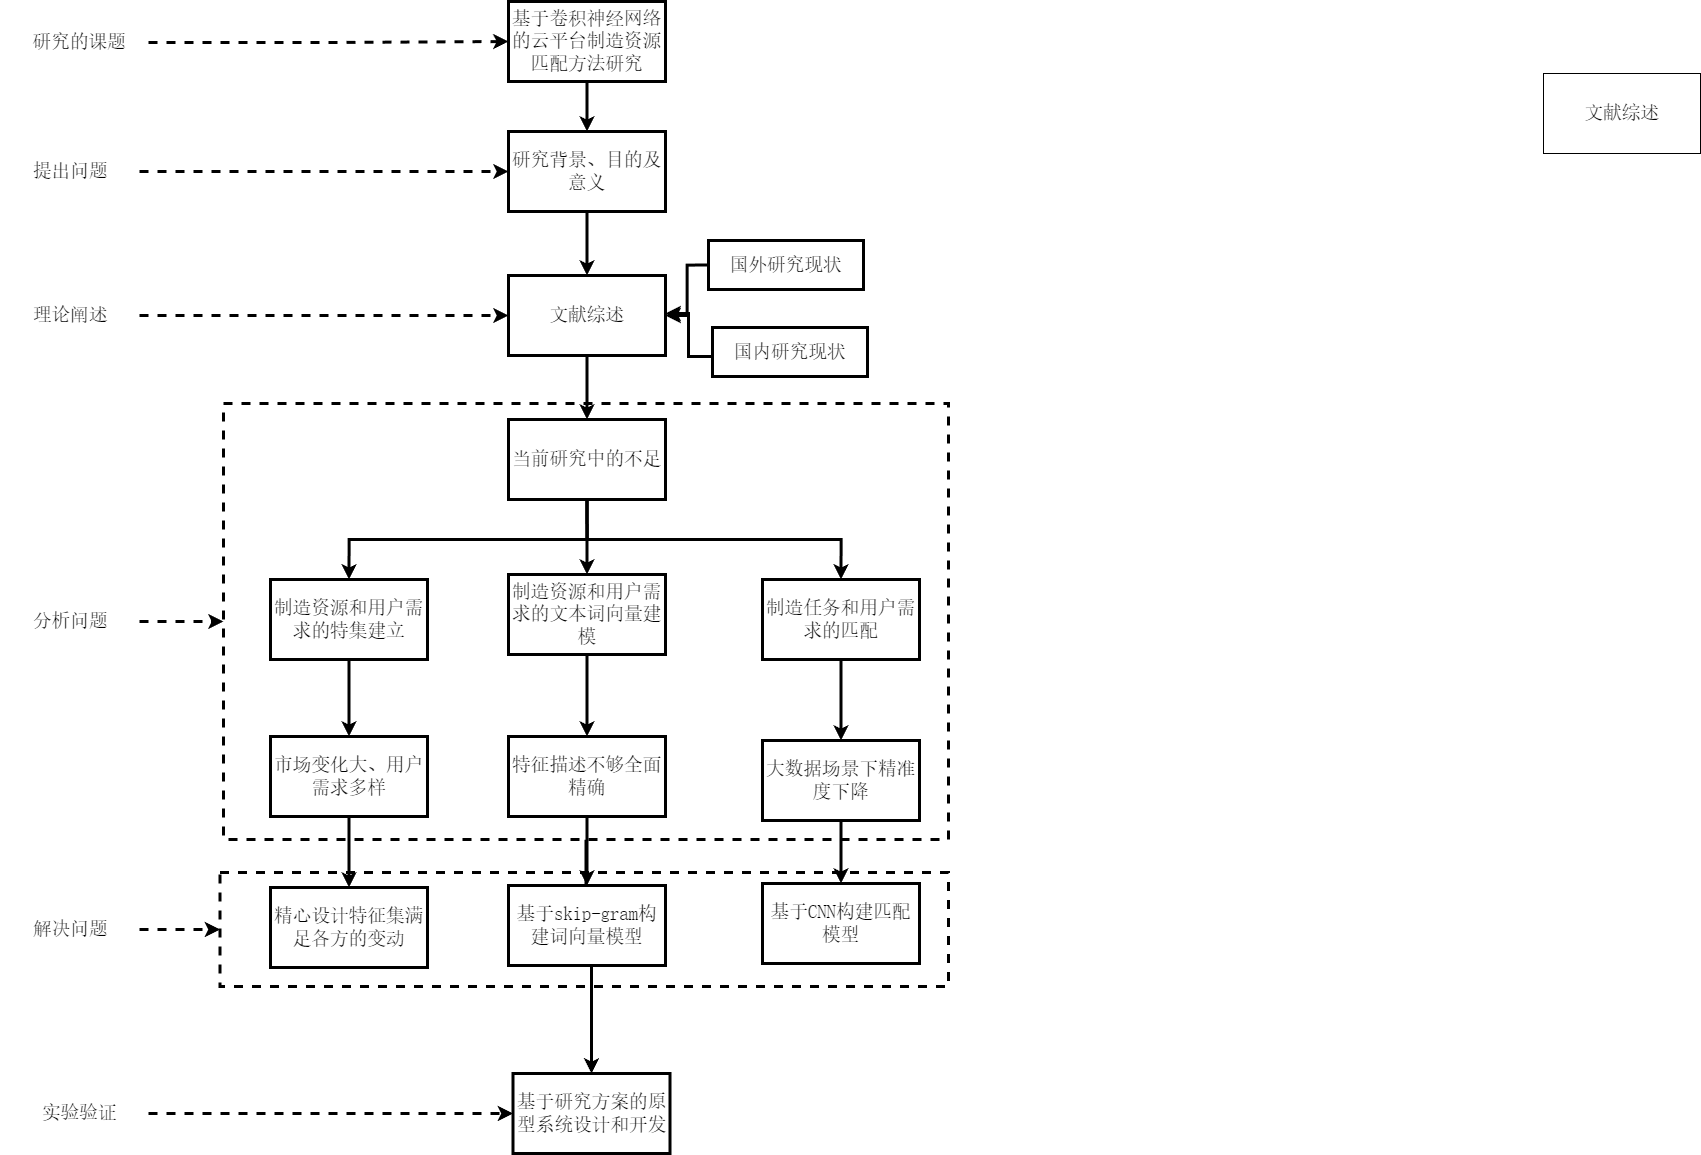 研究的课题
基于卷积神经网络
的云平台制造资源
匹配方法研究
文献综述
提出问题
研究背景、目的及
意义
国外研究现状
理论阐述
文献综述
国内研究现状
当前研究中的不足
分析问题
制造资源和用户需
求的特集建立
制造资源和用户需
求的文本词向量建
模
制造任务和用户需
求的匹配
市场变化大、用户
需求多样
特征描述不够全面
精确
大数据场景下精准
度下降
解决问题
精心设计特征集满
足各方的变动
基于skip-gram构
建词向量模型
基于CNN构建匹配
模型
实验验证
基于研究方案的原
型系统设计和开发